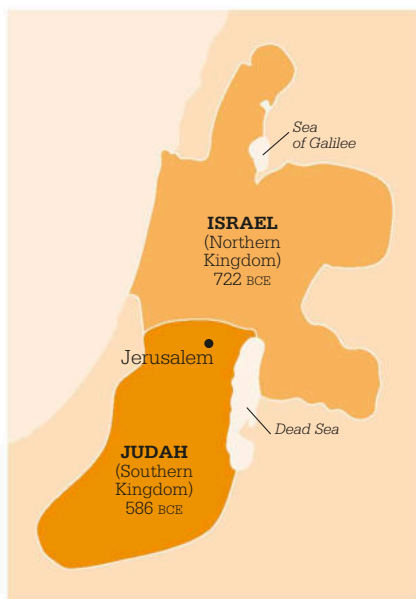 Sea
of Galilee
ISRAEL
(Northern
Kingdom)
722 BCE
Jerusalem
Dead Sea
JUDAH
(Southern
Kingdom)
586 BCE